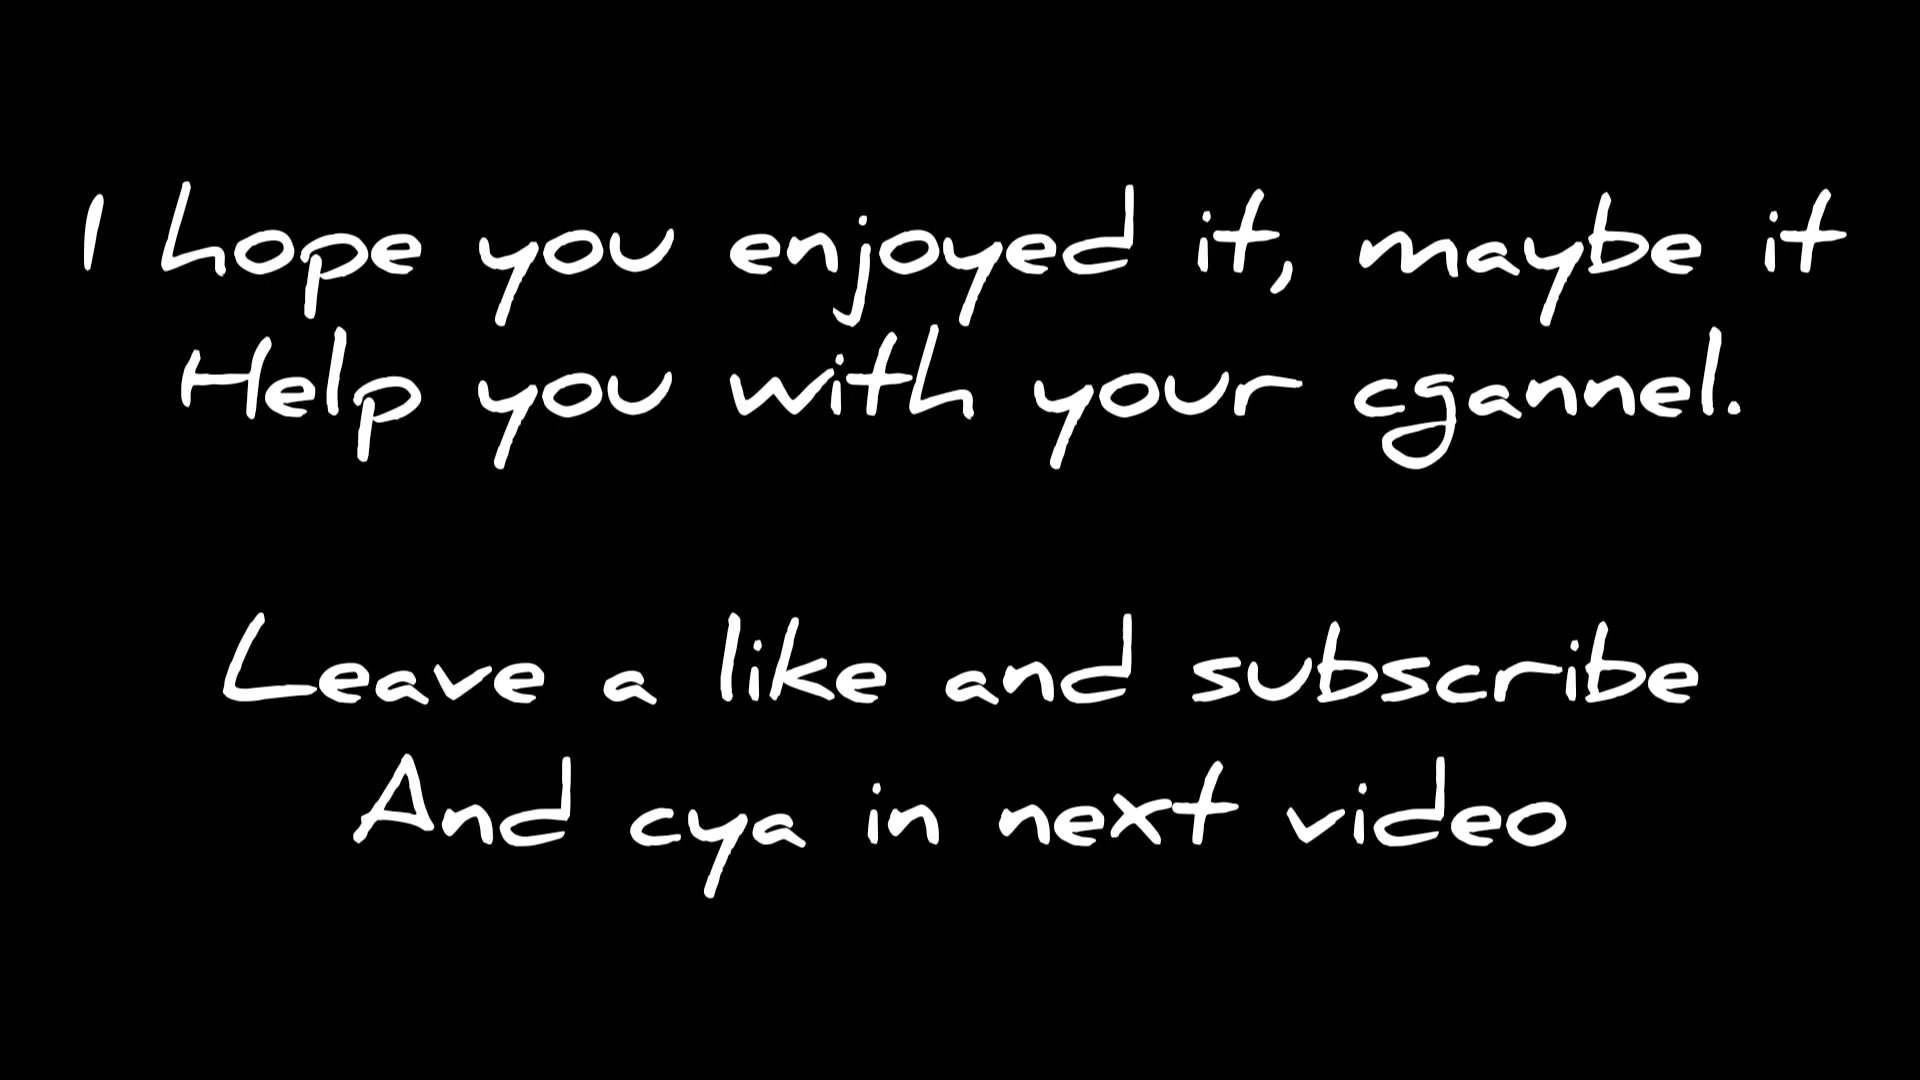 I hope you enjoyed it, maybe it
Help you with your cgannel.
Leave a like and subscribe
And cya in next video